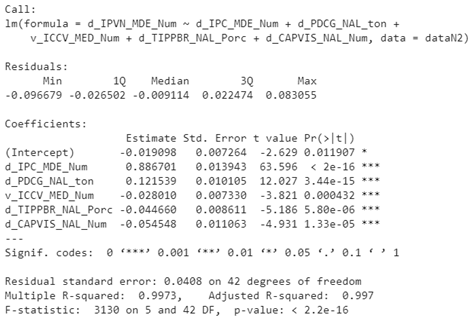 Call:
lm(formula = d_IPVN_MDE_Num ~ d_IPC_MDE_Num + d_PDCG_NAL_ton +
    v_ICCV_MED_Num + d_TIPPBR_NAL_Porc + d_CAPVIS_NAL_Num, data = dataN2)
Residuals:
      Min        1Q    Median        3Q       Max
-0.096679 -0.026502 -0.009114  0.022474  0.083055
Coefficients:
                   Estimate Std. Error t value Pr(>|t|)
(Intercept)       -0.019098   0.007264  -2.629 0.011907 *
d_IPC_MDE_Num      0.886701   0.013943  63.596  < 2e-16 ***
d_PDCG_NAL_ton     0.121539   0.010105  12.027 3.44e-15 ***
v_ICCV_MED_Num    -0.028010   0.007330  -3.821 0.000432 ***
d_TIPPBR_NAL_Porc -0.044660   0.008611  -5.186 5.80e-06 ***
d_CAPVIS_NAL_Num  -0.054548   0.011063  -4.931 1.33e-05 ***
---
Signif. codes:  0 ‘***’ 0.001 ‘**’ 0.01 ‘*’ 0.05 ‘.’ 0.1 ‘ ’ 1
Residual standard error: 0.0408 on 42 degrees of freedom
Multiple R-squared:  0.9973,    Adjusted R-squared:  0.997
F-statistic:  3130 on 5 and 42 DF,  p-value: < 2.2e-16